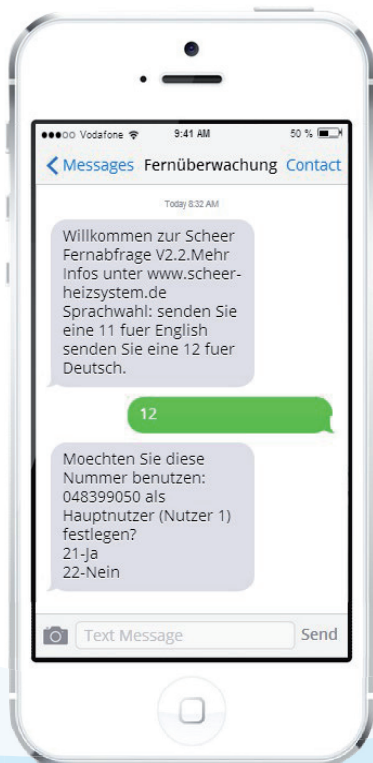 Vodafone 9:41 AM 50 %
Messages Fernüberwachung Contact
Today 8:32 AM
Willkommen zur Scheer
Fernabfrage V2.2.Mehr
Infos unter www.scheer-
heizsystem.de
Sprachwahl: senden Sie
eine 11 fuer English
senden Sie eine 12 fuer
Deutsch.
12
Moechten Sie diese
Nummer benutzen:
048399050 als
Hauptnutzer (Nutzer 1)
festlegen?
21-Ja
22-Nein
Text Message Send